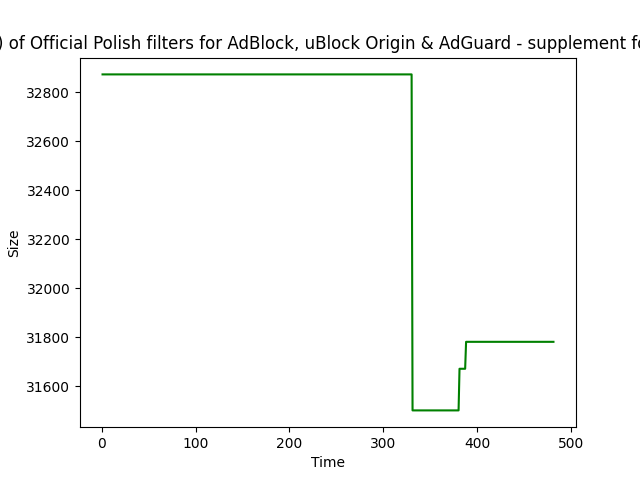 ) of Official Polish filters for AdBlock, uBlock Origin & AdGuard - supplement fo
32800
32600
32400
32200
32000
31800
31600
Size
0 100 200 300 400 500
Time